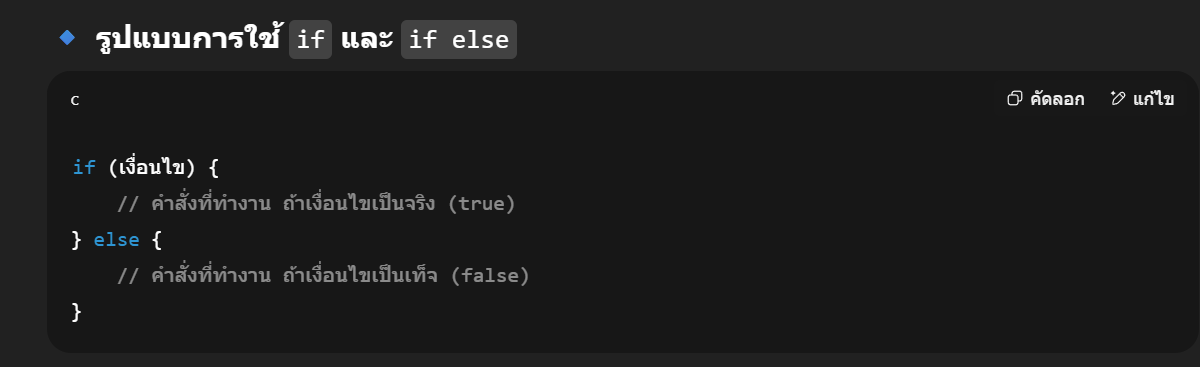 รูปแบบการใช้ if และ if else
c
คัดลอก แก้ไข
if (เงื่อนไข) {
// คำสั่งที่ทำงาน ถ้าเงื่อนไขเป็นจริง (true)
} else {
// คำสั่งที่ทำงาน ถ้าเงื่อนไขเป็นเท็จ (false)
}